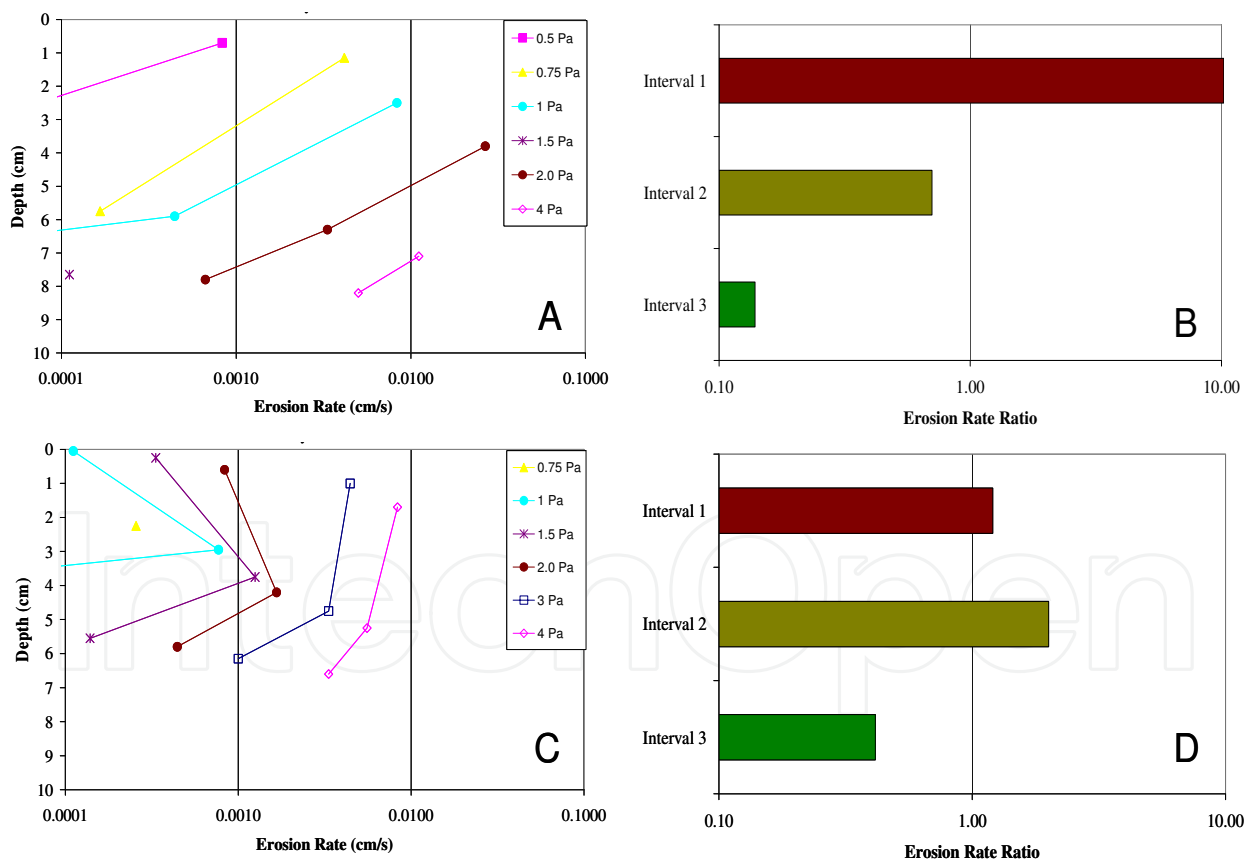 0
1
2
3
4
5
6
7
8
9
10
Depth (cm)
0.0001
0.0010
0.0100
0.1000
Erosion Rate (cm/s)
0.5 Pa
0.75 Pa
1 Pa
1.5 Pa
2.0 Pa
4 Pa
A
Interval 1
Interval 2
Interval 3
0.10
1.00
10.00
Erosion Rate Ratio
B
0
1
2
3
4
5
6
7
8
9
10
Depth (cm)
0.0001
0.0010
0.0100
0.1000
Erosion Rate (cm/s)
0.75 Pa
1 Pa
1.5 Pa
2.0 Pa
3 Pa
4 Pa
C
Interval 1
Interval 2
Interval 3
0.10
1.00
10.00
Erosion Rate Ratio
D
IntechOpen